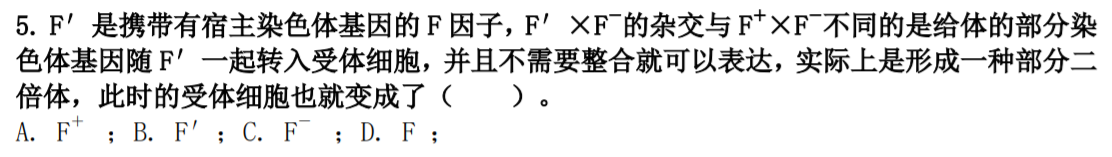 5. F′ 是携带有宿主染色体基因的 F 因子，F′ ×F⁻的杂交与 F⁺×F⁻不同的是给体的部分染
色体基因随 F′ 一起转入受体细胞，并且不需要整合就可以表达，实际上是形成一种部分二
倍体，此时的受体细胞也就变成了（ ）。
A. F⁺ ；B. F′ ；C. F⁻ ；D. F ；